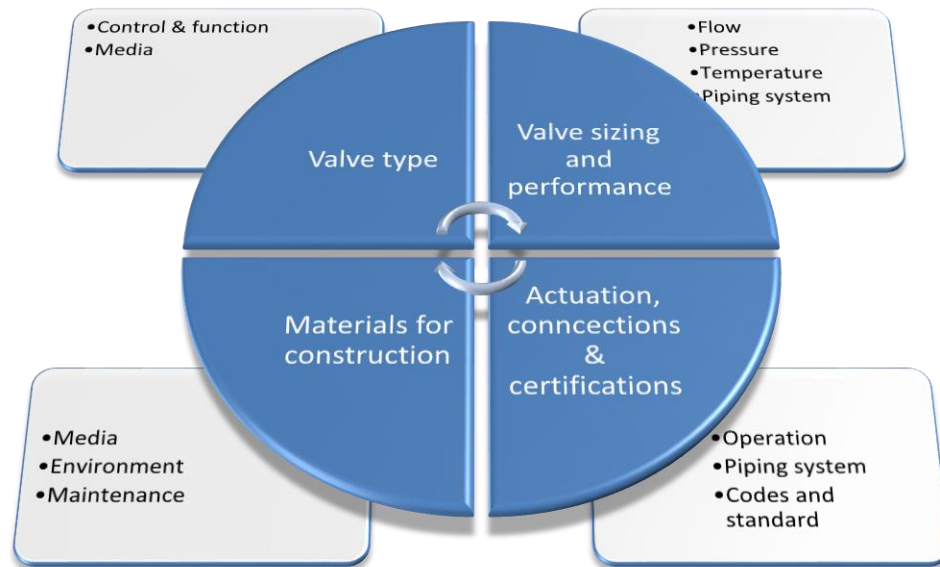 •Control & function
•Media
•Flow
•Pressure
•Temperature
•Piping system
Valve type
Valve sizing
and
performance
Materials for
construction
Actuation,
conncections
&
certifications
•Media
•Environment
•Maintenance
•Operation
•Piping system
•Codes and
standard